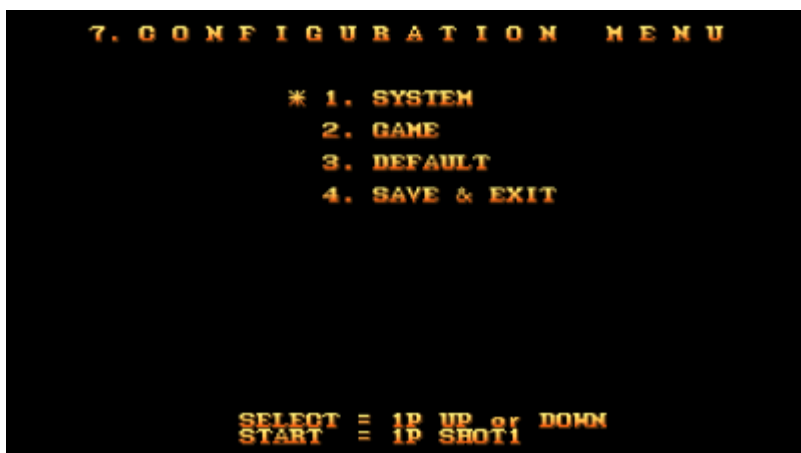 7. CONFIGURATION MENU
* 1. SYSTEM
2. GAME
3. DEFAULT
4. SAVE & EXIT
SELECT = 1P UP or DOWN
START = 1P SHOT1